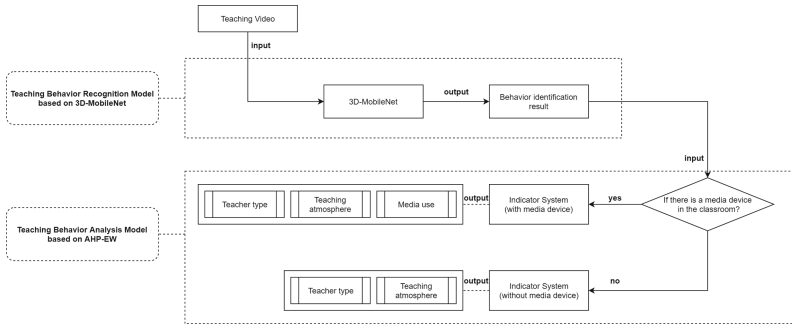 Teaching Video
input
Teaching Behavior Recognition Model
based on 3D-MobileNet
3D-MobileNet
output
Behavior identification
result
input
Teaching Behavior Analysis Model
based on AHP-EW
Teacher type
Teaching
atmosphere
Media use
output
Indicator System
(with media device)
yes
If there is a media device
in the classroom?
Teacher type
Teaching
atmosphere
output
Indicator System
(without media device)
no